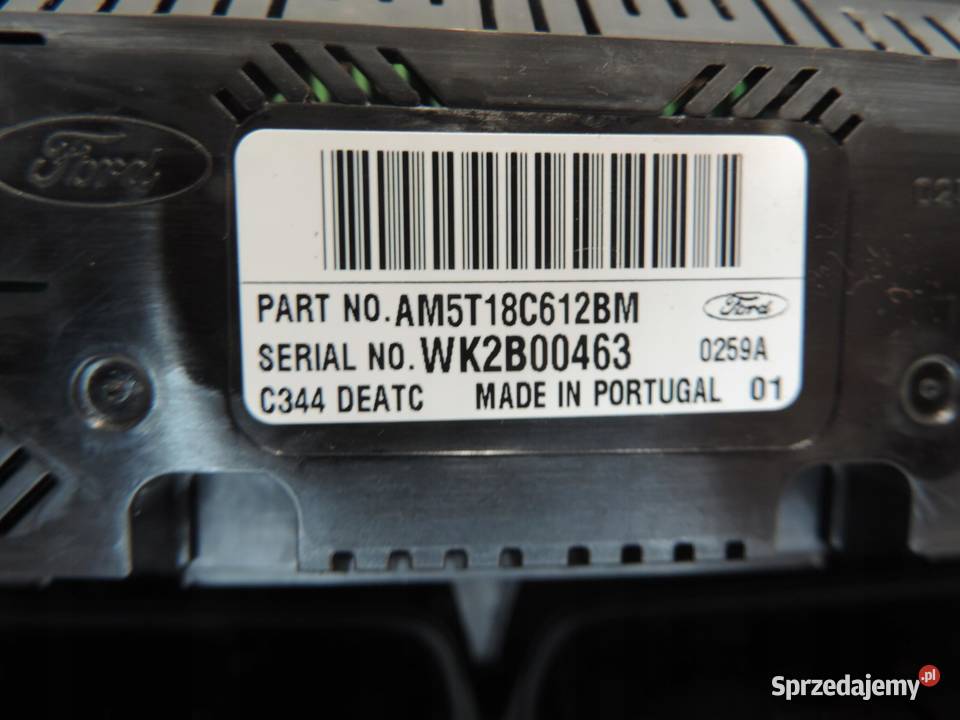 Ford
PART NO. AM5T18C612BM
Ford
SERIAL NO. WK2B00463
0259A
C344 DEATC MADE IN PORTUGAL 01
Sprzedajemy.pl